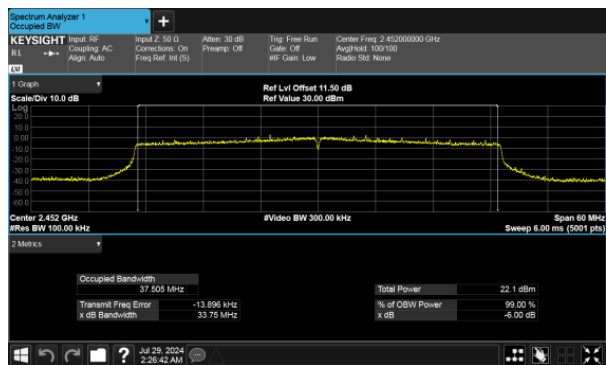 Spectrum Analyzer 1
Occupied BW
KEYSIGHT Input: RF Input Z: 50 Ω Atten: 30 dB Trig: Free Run Center Freq: 2.452000000 GHz
RL Coupling: AC Corrections: On Preamp: Off Gate: Off Avg|Hold: 100/100
Align: Auto Freq Ref: Int (S) #IF Gain: Low Radio Std: None
LW
1 Graph Ref Lvl Offset 11.50 dB
Scale/Div 10.0 dB Ref Value 30.00 dBm
Log
20.0
10.0
0.00
-10.0
-20.0
-30.0
-40.0
-50.0
-60.0
Center 2.452 GHz #Video BW 300.00 kHz Span 60 MHz
#Res BW 100.00 kHz Sweep 6.00 ms (5001 pts)
2 Metrics
Occupied Bandwidth
37.505 MHz Total Power 22.1 dBm
Transmit Freq Error -13.896 kHz % of OBW Power 99.00 %
x dB Bandwidth 33.75 MHz x dB -6.00 dB
? Jul 29, 2024
2:26:42 AM